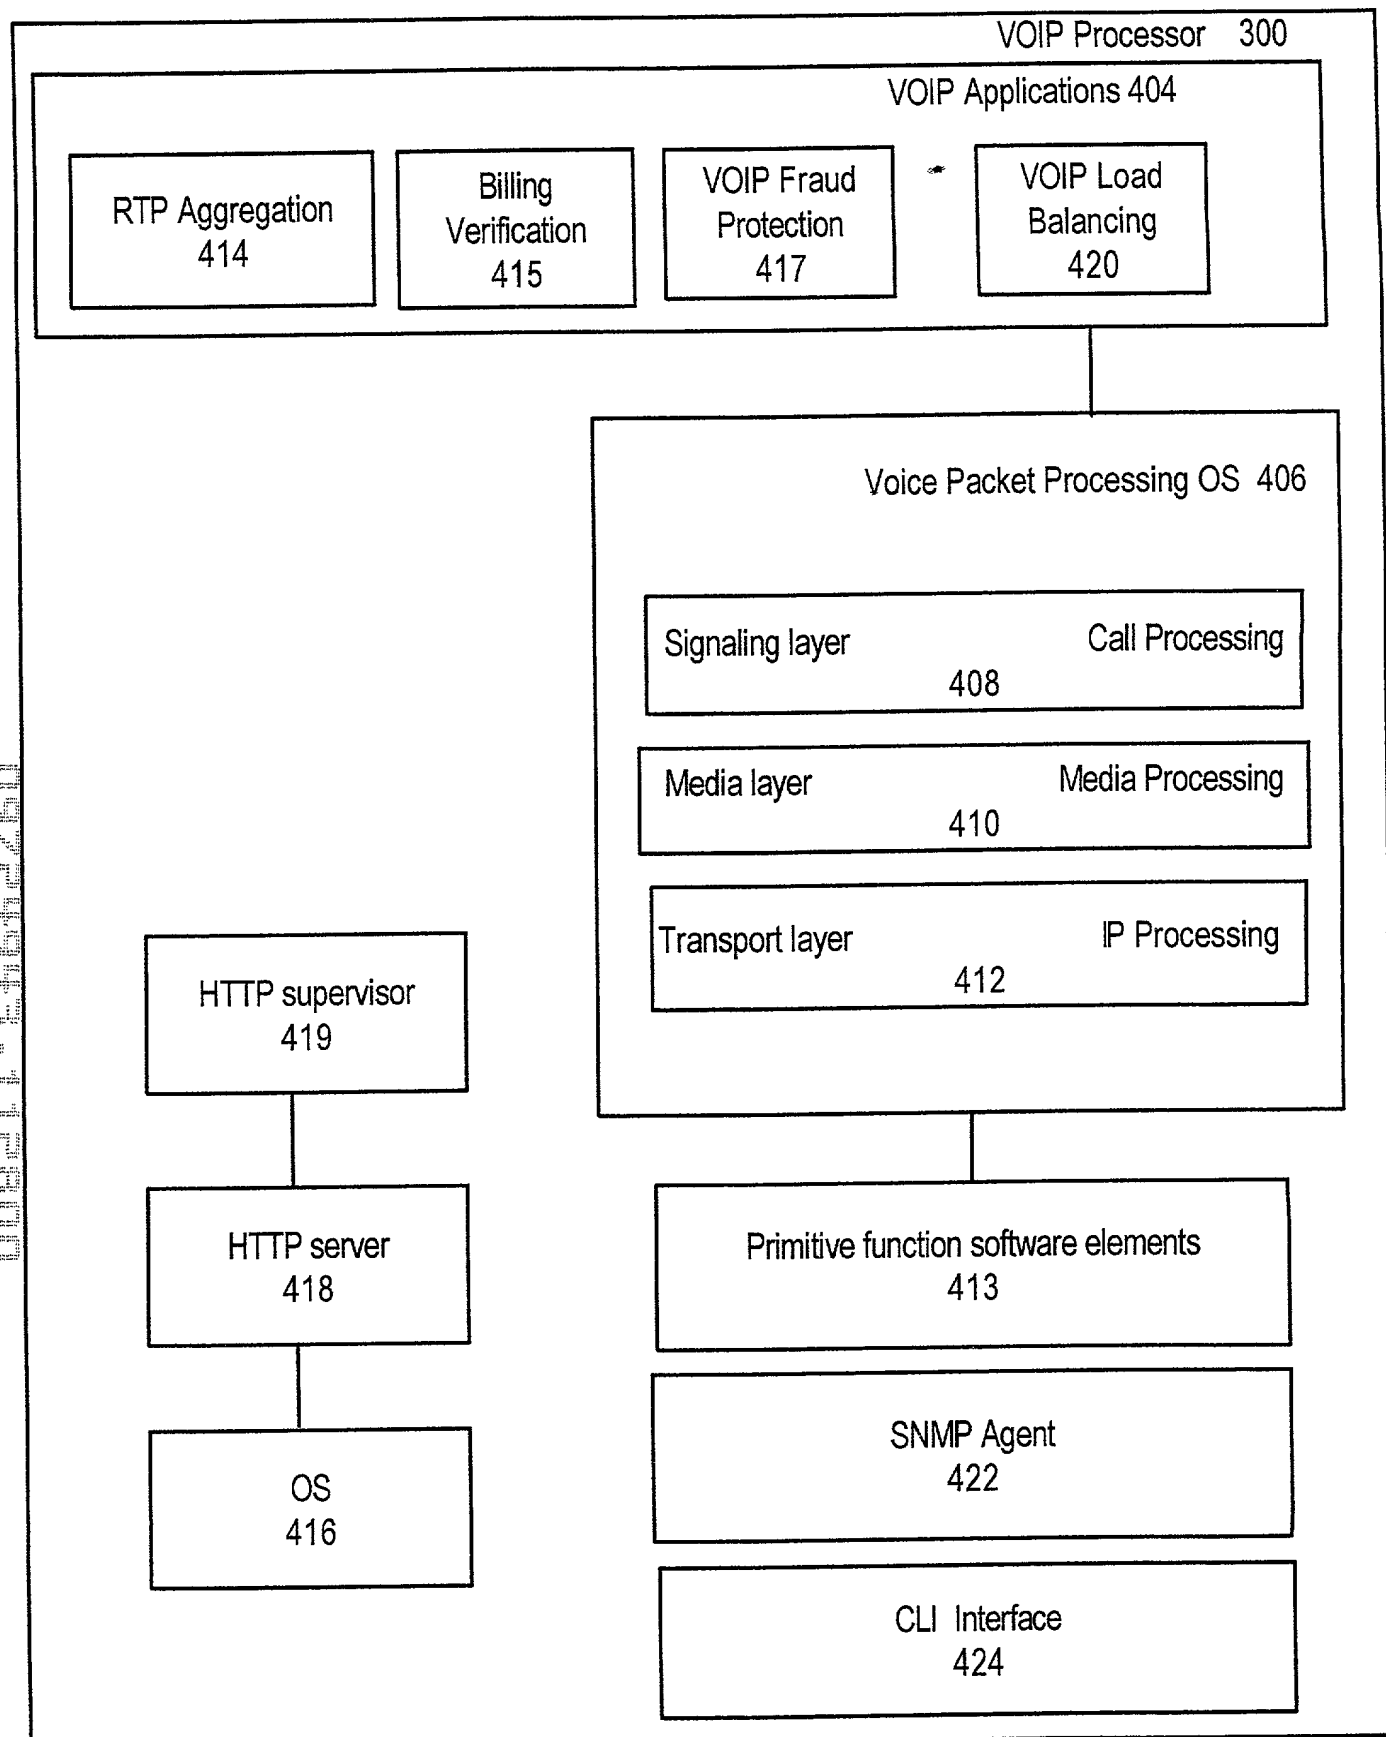 VOIP Processor 300
VOIP Applications 404
RTP Aggregation
414
Billing
Verification
415
VOIP Fraud
Protection
417
VOIP Load
Balancing
420
Voice Packet Processing OS 406
Signaling layer Call Processing
408
Media layer Media Processing
410
Transport layer IP Processing
412
HTTP supervisor
419
HTTP server
418
OS
416
Primitive function software elements
413
SNMP Agent
422
CLI Interface
424